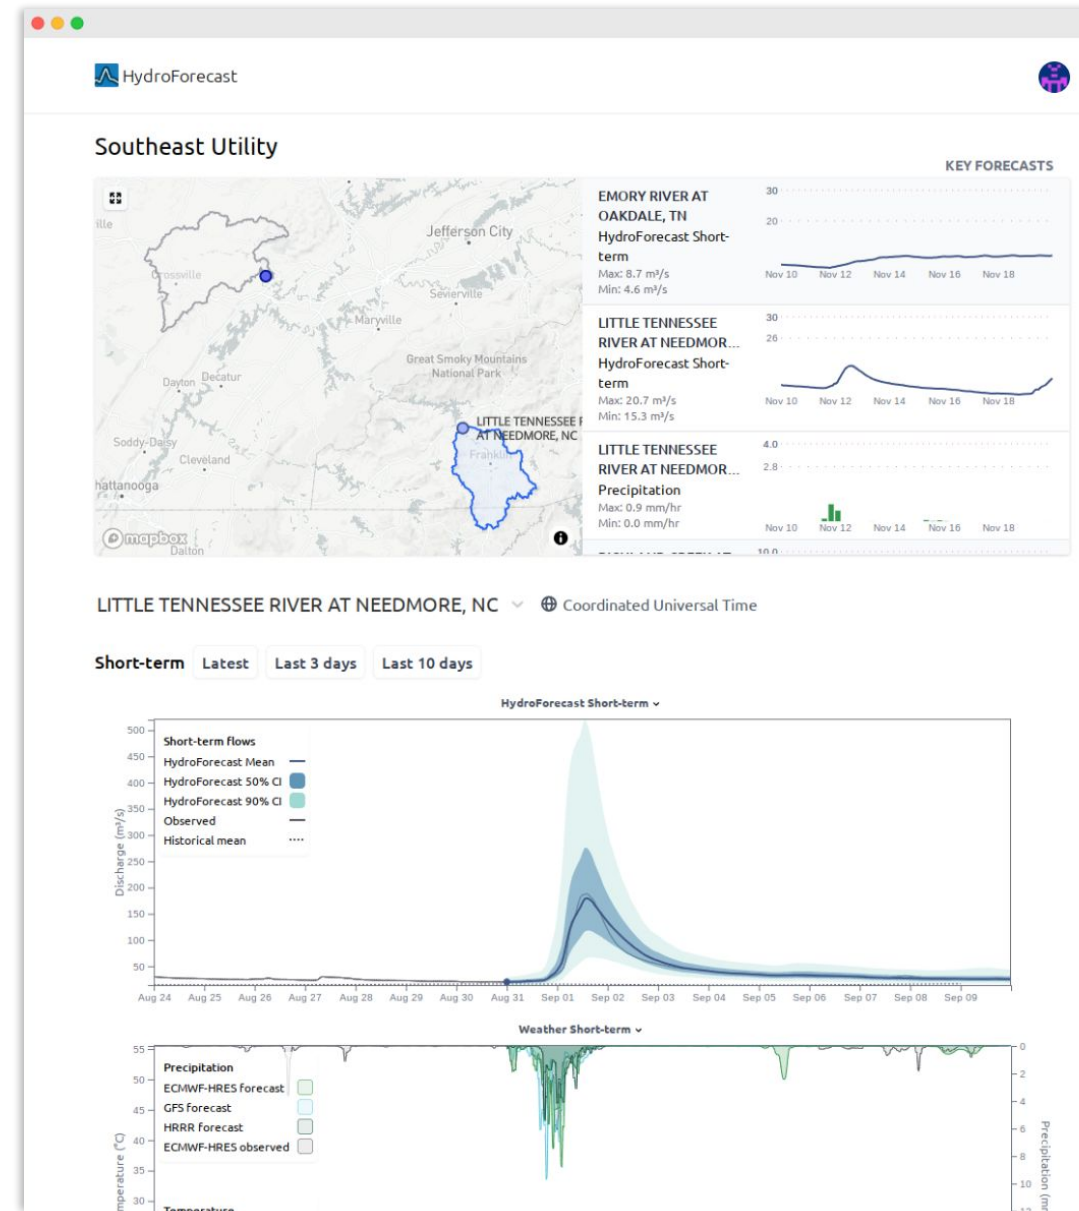 HydroForecast
Southeast Utility
KEY FORECASTS
ille
Jefferson City
Crossville
Sevierville
Maryville
Great Smoky Mountains
National Park
Dayton
Decatur
LITTLE TENNESSEE
AT NEEDMORE, NC
Franklin
Soddy-Daisy
Cleveland
hattanooga
mapbox
Dalton
EMORY RIVER AT
OAKDALE, TN
HydroForecast Short-
term
Max: 8.7 m³/s
Min: 4.6 m³/s
30
20
Nov 10 Nov 12 Nov 14 Nov 16 Nov 18
LITTLE TENNESSEE
RIVER AT NEEDMOR...
HydroForecast Short-
term
Max: 20.7 m³/s
Min: 15.3 m³/s
30
26
Nov 10 Nov 12 Nov 14 Nov 16 Nov 18
LITTLE TENNESSEE
RIVER AT NEEDMOR...
Precipitation
Max: 0.9 mm/hr
Min: 0.0 mm/hr
4.0
2.8
Nov 10 Nov 12 Nov 14 Nov 16 Nov 18
10.0
LITTLE TENNESSEE RIVER AT NEEDMORE, NC Coordinated Universal Time
Short-term Latest Last 3 days Last 10 days
HydroForecast Short-term
Discharge (m³/s)
500
450
400
350
300
250
200
150
100
50
Short-term flows
HydroForecast Mean
HydroForecast 50% CI
HydroForecast 90% CI
Observed
Historical mean
Aug 24 Aug 25 Aug 26 Aug 27 Aug 28 Aug 29 Aug 30 Aug 31 Sep 01 Sep 02 Sep 03 Sep 04 Sep 05 Sep 06 Sep 07 Sep 08 Sep 09
Weather Short-term
mperature (°C)
55
50
45
40
35
30
Precipitation
ECMWF-HRES forecast
GFS forecast
HRRR forecast
ECMWF-HRES observed
Temperature
0
2
4
6
8
10
12
Precipitation (mm